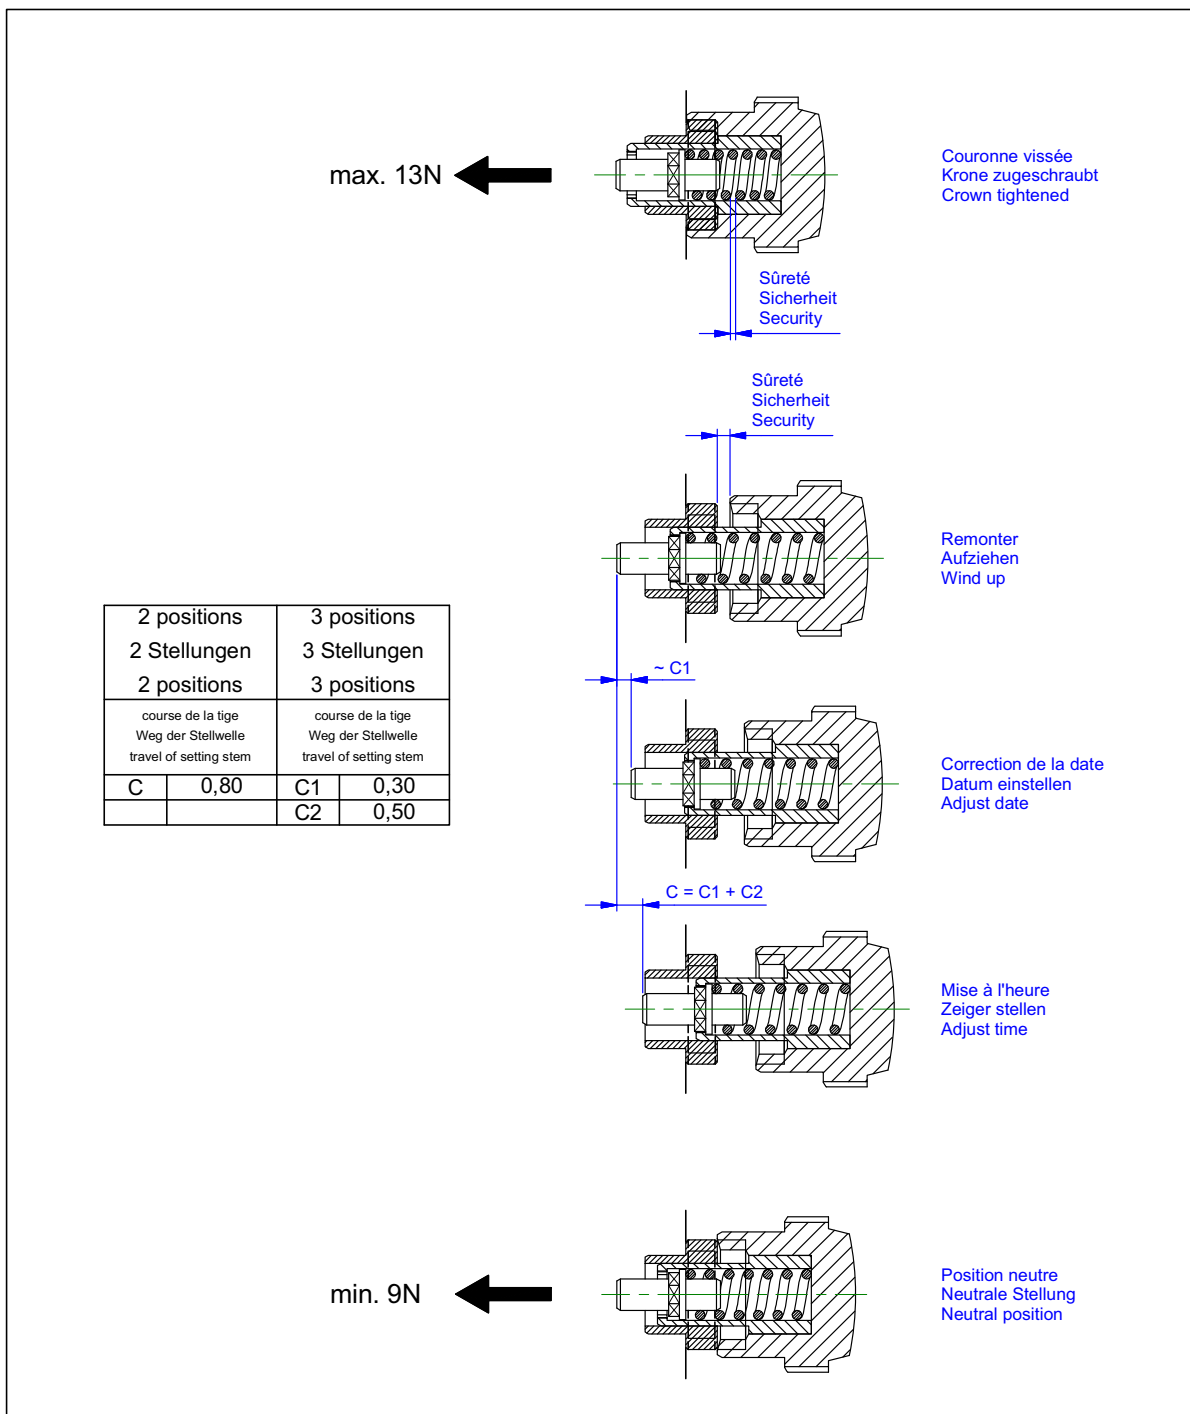 max. 13N
Couronne vissée
Krone zugeschraubt
Crown tightened
Sûreté
Sicherheit
Security
Sûreté
Sicherheit
Security
Remonter
Aufziehen
Wind up
2 positions 3 positions
2 Stellungen 3 Stellungen
2 positions 3 positions
course de la tige course de la tige
Weg der Stellwelle Weg der Stellwelle
travel of setting stem travel of setting stem
C 0,80 C1 0,30
C2 0,50
~ C1
Correction de la date
Datum einstellen
Adjust date
C = C1 + C2
Mise à l'heure
Zeiger stellen
Adjust time
min. 9N
Position neutre
Neutrale Stellung
Neutral position